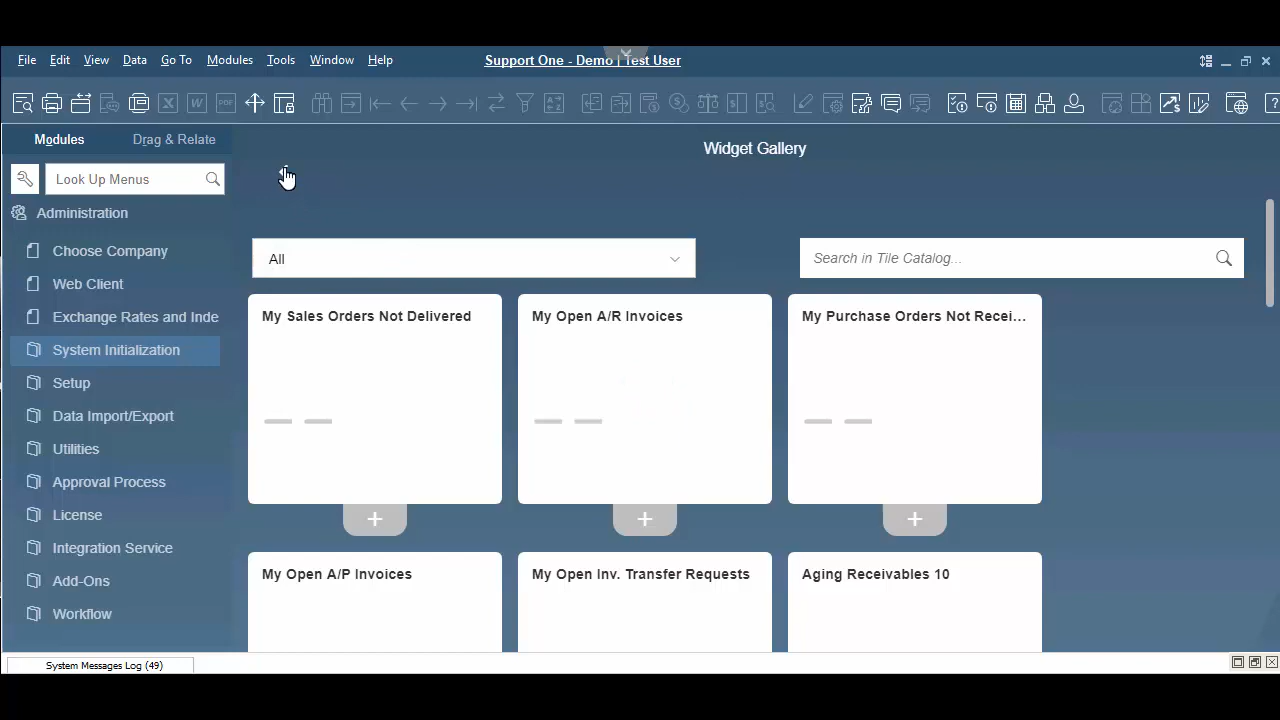 File Edit View Data Go To Modules Tools Window Help
Support One - Demo | Test User
Modules Drag & Relate
Widget Gallery
Look Up Menus
Administration
Choose Company
Web Client
Exchange Rates and Inde
System Initialization
Setup
Data Import/Export
Utilities
Approval Process
License
Integration Service
Add-Ons
Workflow
All
Search in Tile Catalog...
My Sales Orders Not Delivered
My Open A/R Invoices
My Purchase Orders Not Recei...
My Open A/P Invoices
My Open Inv. Transfer Requests
Aging Receivables 10
System Messages Log (49)